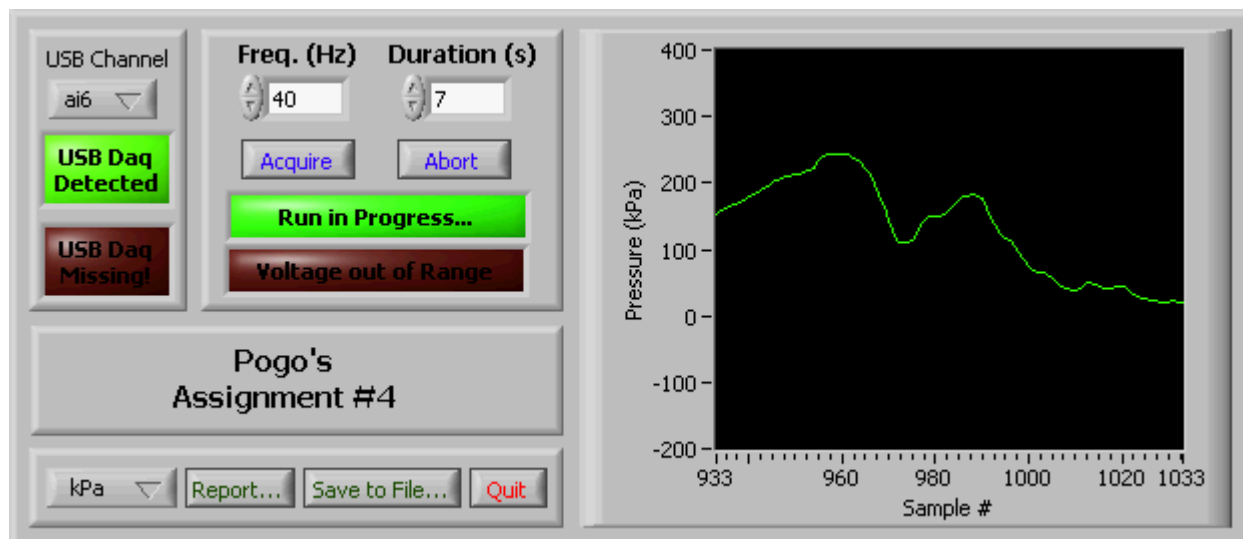 USB Channel
ai6
USB Daq
Detected
USB Daq
Missing!
Freq. (Hz)
Duration (s)
40
7
Acquire
Abort
Run in Progress...
Voltage out of Range
Pogo's
Assignment #4
kPa
Report...
Save to File...
Quit
400
300
200
100
0
-100
-200
Pressure (kPa)
933
960
980
1000
1020
1033
Sample #